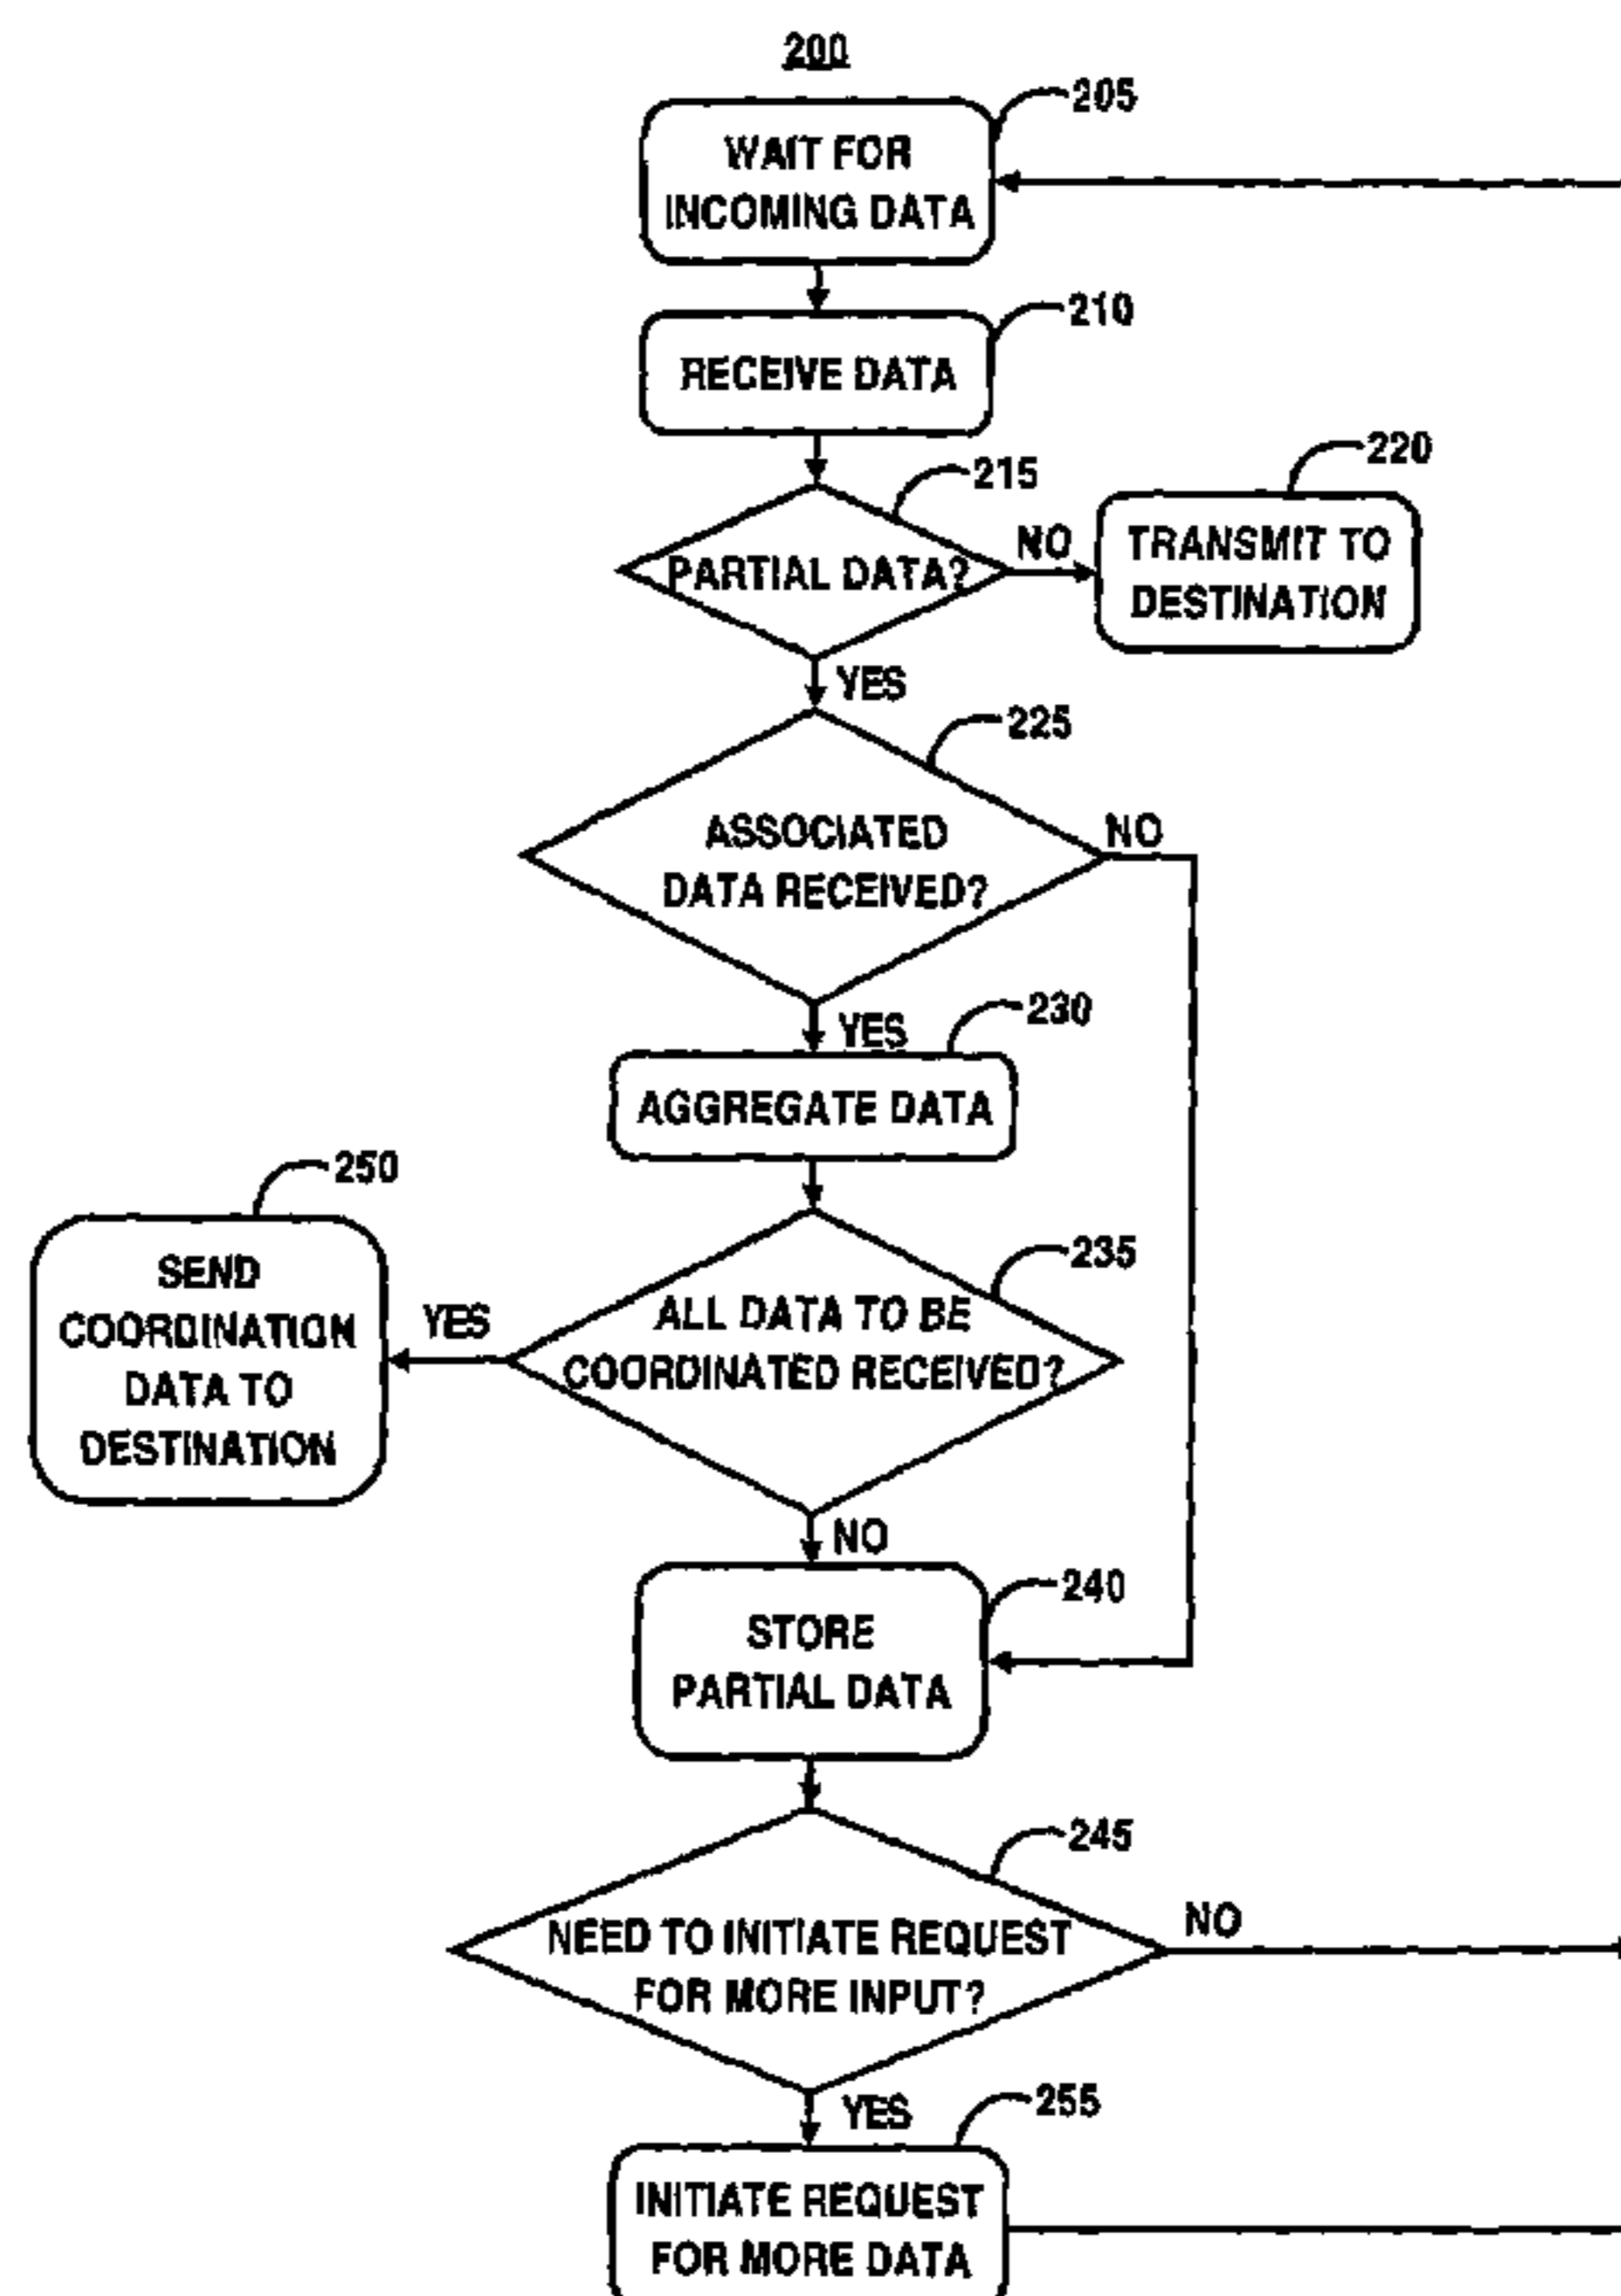 200
205
WAIT FOR
INCOMING DATA
210
RECEIVE DATA
215
220
PARTIAL DATA?
NO
TRANSMIT TO
DESTINATION
YES
225
ASSOCIATED
DATA RECEIVED?
NO
YES
230
AGGREGATE DATA
250
SEND
COORDINATION
DATA TO
DESTINATION
YES
235
ALL DATA TO BE
COORDINATED RECEIVED?
NO
240
STORE
PARTIAL DATA
245
NEED TO INITIATE REQUEST
FOR MORE INPUT?
NO
YES
255
INITIATE REQUEST
FOR MORE DATA